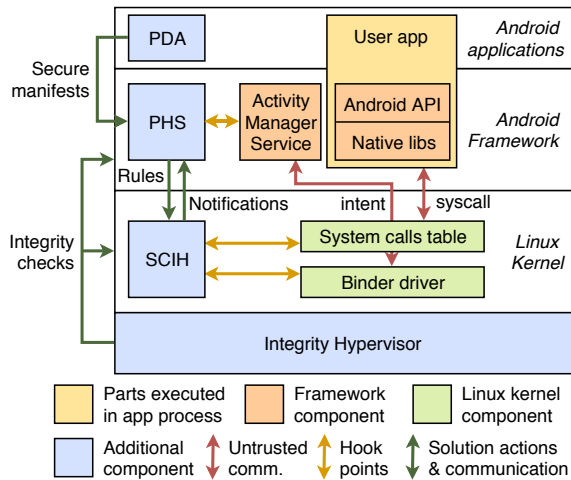 PDA
User app
Android
applications
Secure
manifests
PHS
Activity
Manager
Service
Android API
Native libs
Android
Framework
Rules
Notifications
intent
syscall
Integrity
checks
SCIH
System calls table
Binder driver
Linux
Kernel
Integrity Hypervisor
Parts executed
in app process
Framework
component
Linux kernel
component
Additional
component
Untrusted
comm.
Hook
points
Solution actions
& communication